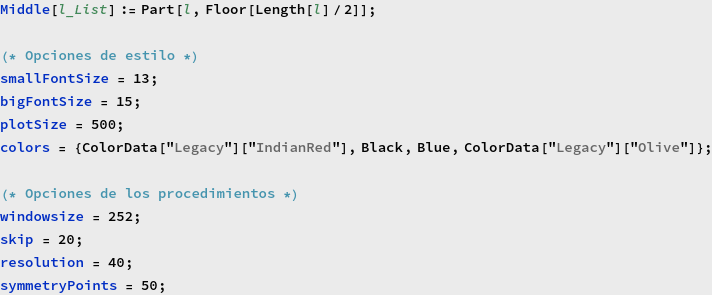 Middle[l_List] := Part[l, Floor[Length[l] / 2]];
(* Opciones de estilo *)
smallFontSize = 13;
bigFontSize = 15;
plotSize = 500;
colors = {ColorData["Legacy"]["IndianRed"], Black, Blue, ColorData["Legacy"]["Olive"]};
(* Opciones de los procedimientos *)
windowsize = 252;
skip = 20;
resolution = 40;
symmetryPoints = 50;